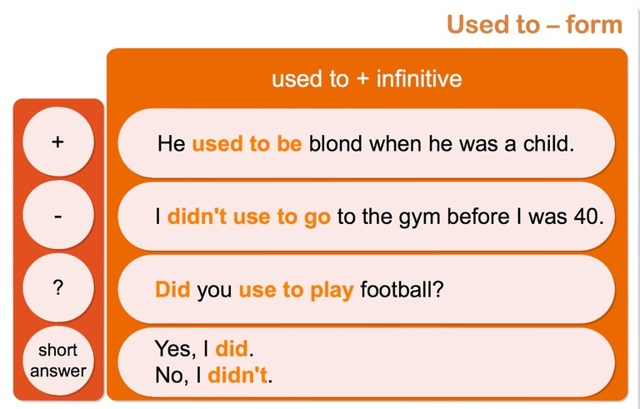 Used to – form
used to + infinitive
+
He used to be blond when he was a child.
-
I didn't use to go to the gym before I was 40.
?
Did you use to play football?
short
answer
Yes, I did.
No, I didn't.